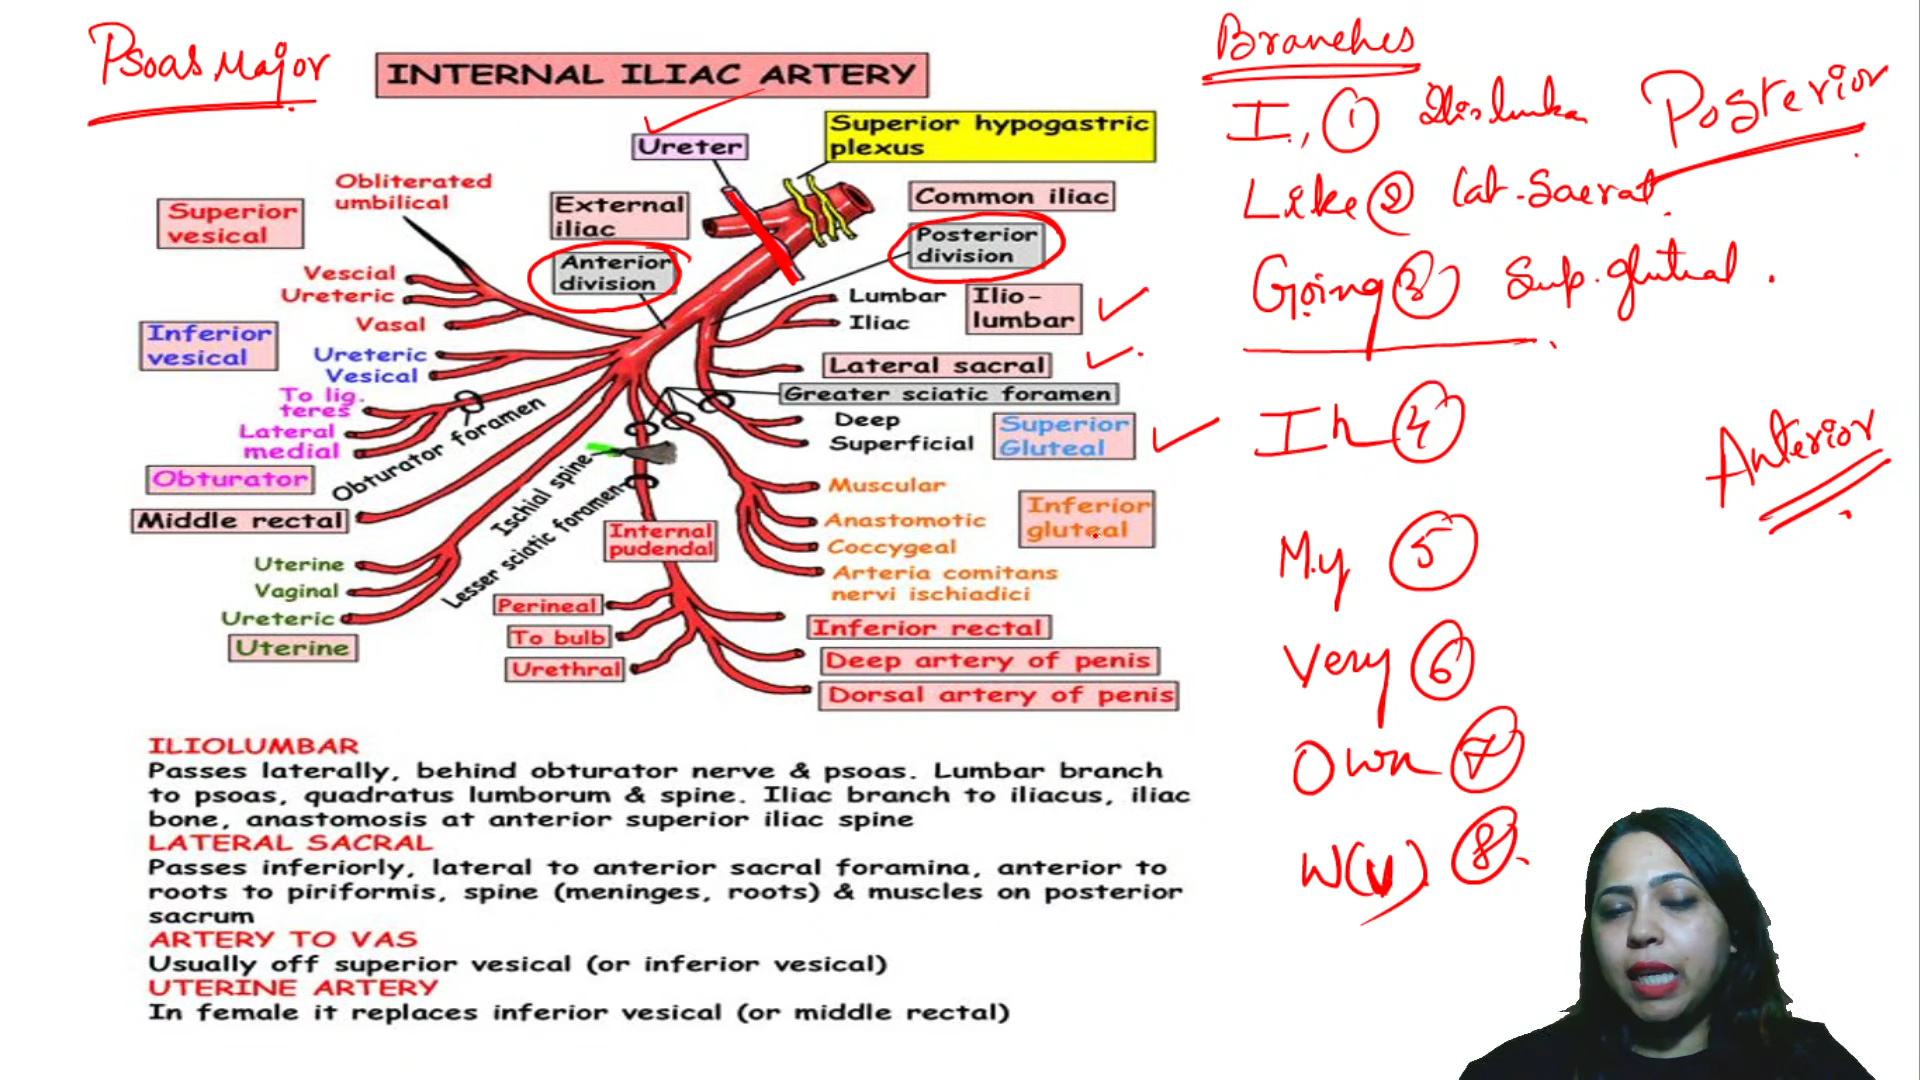 Psoas Major
INTERNAL ILIAC ARTERY
Ureter
Superior hypogastric
plexus
Obliterated
umbilical
Superior
vesical
External
iliac
Common iliac
Anterior
division
Posterior
division
Vescial
Ureteric
Vasal
Lumbar
Iliac
Ilio-
lumbar
Inferior
vesical
Ureteric
Vesical
Lateral sacral
To lig.
teres
Lateral
medial
Obturator foramen
Greater sciatic foramen
Deep
Superficial
Superior
Gluteal
Obturator
Middle rectal
Ischial spine
Lesser sciatic foramen
Muscular
Anastomotic
Coccygeal
Arteria comitans
nervi ischiadici
Inferior
gluteal
Internal
pudendal
Uterine
Vaginal
Ureteric
Uterine
Perineal
To bulb
Urethral
Inferior rectal
Deep artery of penis
Dorsal artery of penis
ILIOLUMBAR
Passes laterally, behind obturator nerve & psoas. Lumbar branch
to psoas, quadratus lumborum & spine. Iliac branch to iliacus, iliac
bone, anastomosis at anterior superior iliac spine
LATERAL SACRAL
Passes inferiorly, lateral to anterior sacral foramina, anterior to
roots to piriformis, spine (meninges, roots) & muscles on posterior
sacrum
ARTERY TO VAS
Usually off superior vesical (or inferior vesical)
UTERINE ARTERY
In female it replaces inferior vesical (or middle rectal)
Branches
I, 1 Posterior
Like 2 Lat. Sacral.
Going 3 Sup. gluteal.
In 4
Anterior
My 5
Very 6
Own 7
W(V) 8